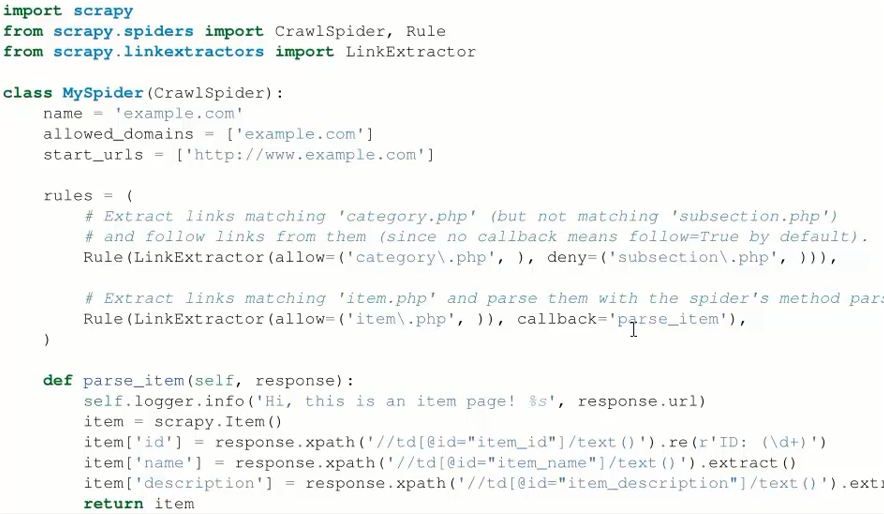 import scrapy
from scrapy.spiders import CrawlSpider, Rule
from scrapy.linkextractors import LinkExtractor

class MySpider(CrawlSpider):
    name = 'example.com'
    allowed_domains = ['example.com']
    start_urls = ['http://www.example.com']

    rules = (
        # Extract links matching 'category.php' (but not matching 'subsection.php')
        # and follow links from them (since no callback means follow=True by default).
        Rule(LinkExtractor(allow=('category\.php', ), deny=('subsection\.php', ))),

        # Extract links matching 'item.php' and parse them with the spider's method
        Rule(LinkExtractor(allow=('item\.php', )), callback='parse_item'),
    )

    def parse_item(self, response):
        self.logger.info('Hi, this is an item page! %s', response.url)
        item = scrapy.Item()
        item['id'] = response.xpath('//td[@id="item_id"]/text()').re(r'ID: (\d+)')
        item['name'] = response.xpath('//td[@id="item_name"]/text()').extract()
        item['description'] = response.xpath('//td[@id="item_description"]/text()').
        return item